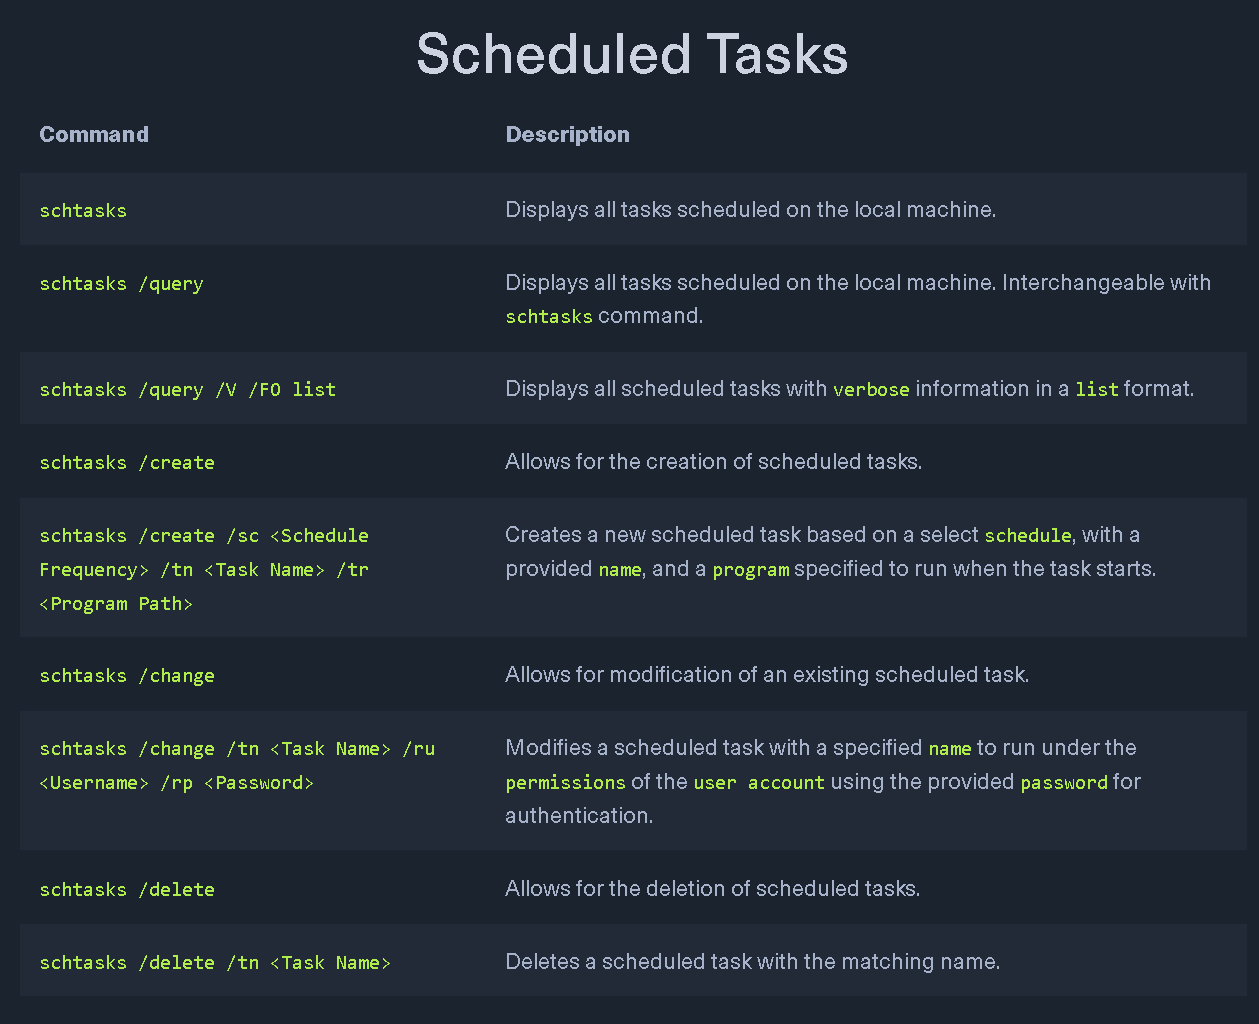 Scheduled Tasks
Command Description
schtasks Displays all tasks scheduled on the local machine.
schtasks /query Displays all tasks scheduled on the local machine. Interchangeable with
schtasks command.
schtasks /query /V /FO list Displays all scheduled tasks with verbose information in a list format.
schtasks /create Allows for the creation of scheduled tasks.
schtasks /create /sc <Schedule Creates a new scheduled task based on a select schedule, with a
Frequency> /tn <Task Name> /tr provided name, and a program specified to run when the task starts.
<Program Path>
schtasks /change Allows for modification of an existing scheduled task.
schtasks /change /tn <Task Name> /ru Modifies a scheduled task with a specified name to run under the
<Username> /rp <Password> permissions of the user account using the provided password for
authentication.
schtasks /delete Allows for the deletion of scheduled tasks.
schtasks /delete /tn <Task Name> Deletes a scheduled task with the matching name.